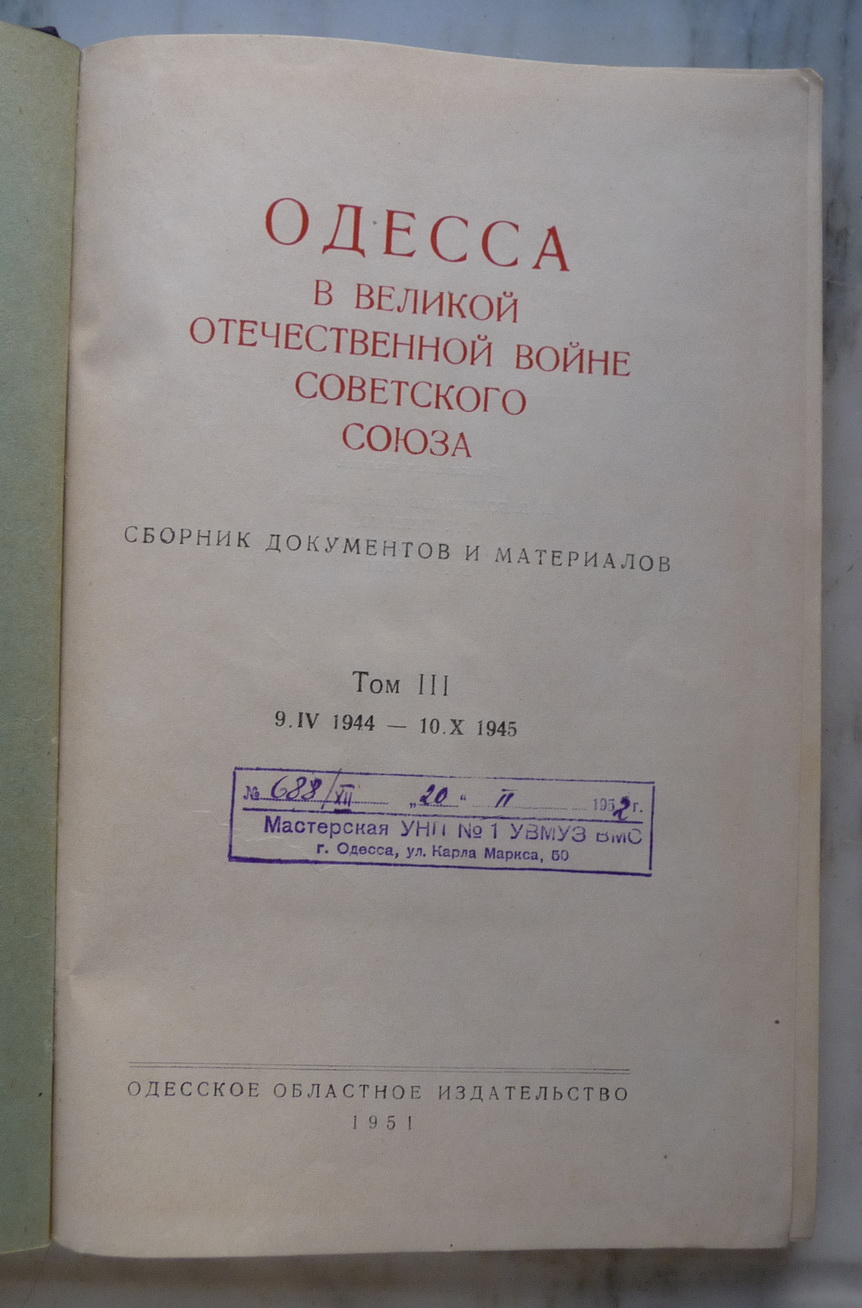 ОДЕССА
В ВЕЛИКОЙ
ОТЕЧЕСТВЕННОЙ ВОЙНЕ
СОВЕТСКОГО
СОЮЗА
СБОРНИК ДОКУМЕНТОВ И МАТЕРИАЛОВ
Том III
9.IV 1944 — 10.X 1945
№ 688/XII „20“ II 1952 г.
Мастерская УНП № 1 УВМУЗ ВМС
г. Одесса, ул. Карла Маркса, 50
ОДЕССКОЕ ОБЛАСТНОЕ ИЗДАТЕЛЬСТВО
1951